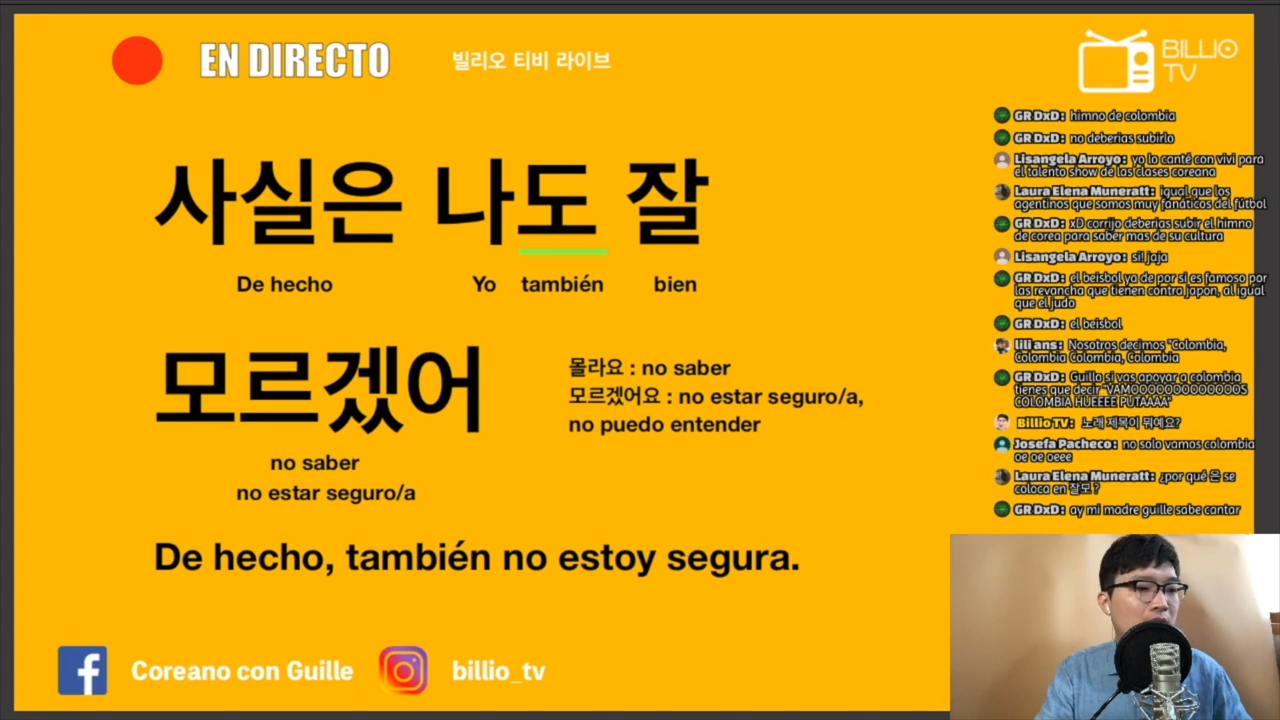 EN DIRECTO
빌리오 티비 라이브
BILLIO
TV
사실은 나도 잘
De hecho Yo también bien
모르겠어
no saber
no estar seguro/a
몰라요 : no saber
모르겠어요 : no estar seguro/a,
no puedo entender
De hecho, también no estoy segura.
Coreano con Guille
billio_tv
GR DxD: himno de colombia
GR DxD: no deberias subirlo
Lisangela Arroyo: yo lo canté con vivi para
el talento show de las clases coreana
Laura Elena Muneratt: igual que los
agentinos que somos muy fanáticos del fútbol
GR DxD: xD corrijo deberias subir el himno
de corea para saber mas de su cultura
Lisangela Arroyo: si! jaja
GR DxD: el beisbol ya de por si es famoso por
las revancha que tienen contra japon, al igual
que el judo
GR DxD: el beisbol
lili ans: Nosotros decimos "Colombia,
Colombia Colombia, Colombia
GR DxD: Guillo si vas apoyar a colombia
tienes que decir "YAMOOOOOOOOOOOOS
COLOMBIA HUEEEE PUTAAAA"
Billio TV: 노래 제목이 뭐예요?
Josefa Pacheco: no solo vamos colombia
oe oe oeee
Laura Elena Muneratt: ¿por qué 은 se
coloca en 잘모?
GR DxD: ay mi madre guille sabe cantar